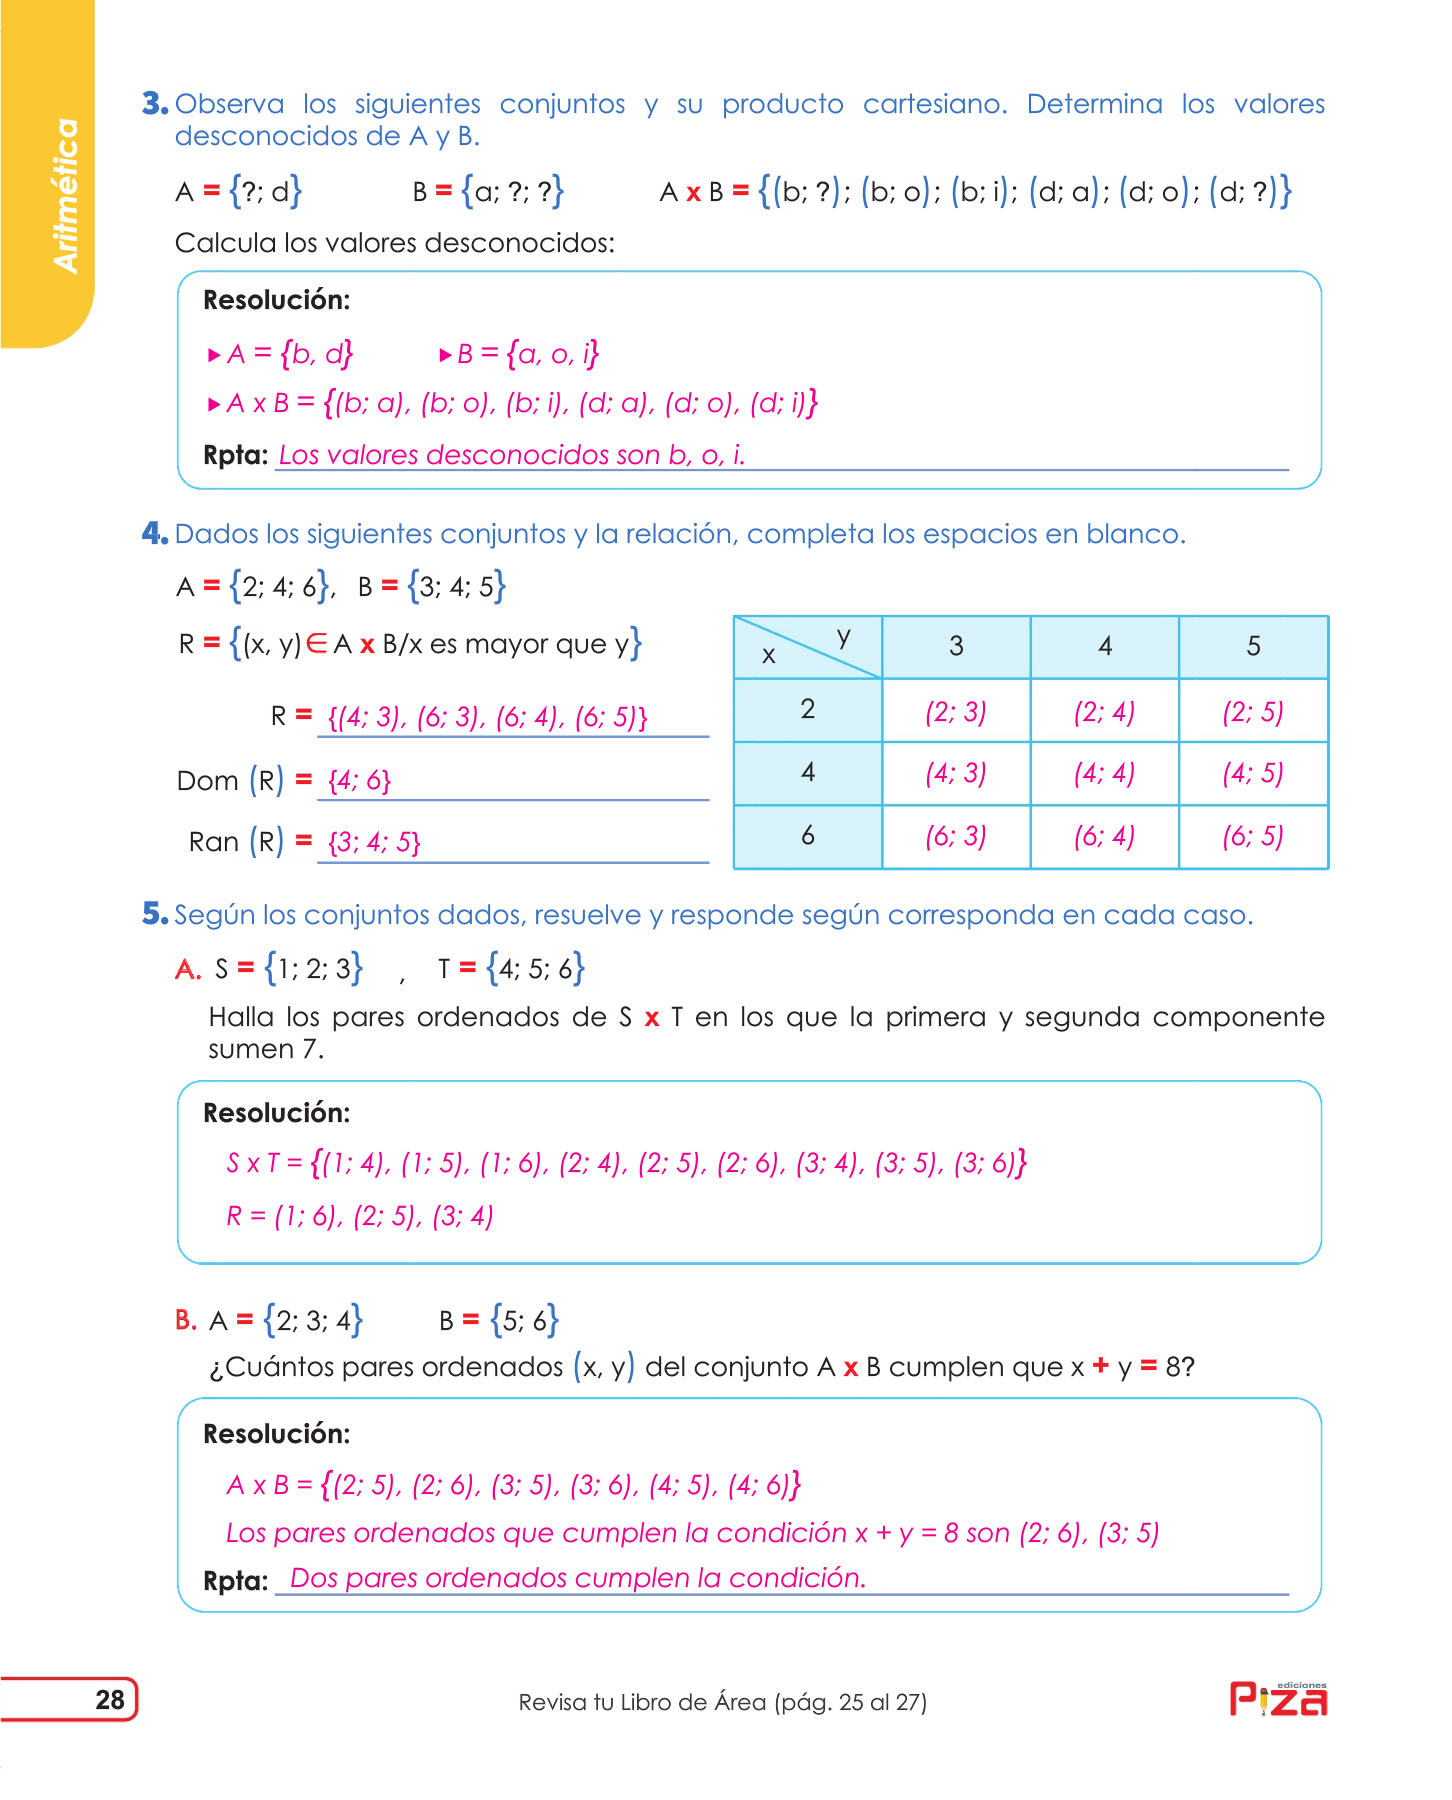 Aritmética
3. Observa los siguientes conjuntos y su producto cartesiano. Determina los valores
desconocidos de A y B.
A = {?; d} B = {a; ?; ?} A x B = {(b; ?); (b; o); (b; i); (d; a); (d; o); (d; ?)}
Calcula los valores desconocidos:
Resolución:
▸ A = {b, d} ▸ B = {a, o, i}
▸ A x B = {(b; a), (b; o), (b; i), (d; a), (d; o), (d; i)}
Rpta: Los valores desconocidos son b, o, i.
4. Dados los siguientes conjuntos y la relación, completa los espacios en blanco.
A = {2; 4; 6}, B = {3; 4; 5}
R = {(x, y) ∈ A x B/x es mayor que y}
R = {(4; 3), (6; 3), (6; 4), (6; 5)}
Dom (R) = {4; 6}
Ran (R) = {3; 4; 5}
x y 3 4 5
2 (2; 3) (2; 4) (2; 5)
4 (4; 3) (4; 4) (4; 5)
6 (6; 3) (6; 4) (6; 5)
5. Según los conjuntos dados, resuelve y responde según corresponda en cada caso.
A. S = {1; 2; 3} , T = {4; 5; 6}
Halla los pares ordenados de S x T en los que la primera y segunda componente
sumen 7.
Resolución:
S x T = {(1; 4), (1; 5), (1; 6), (2; 4), (2; 5), (2; 6), (3; 4), (3; 5), (3; 6)}
R = (1; 6), (2; 5), (3; 4)
B. A = {2; 3; 4} B = {5; 6}
¿Cuántos pares ordenados (x, y) del conjunto A x B cumplen que x + y = 8?
Resolución:
A x B = {(2; 5), (2; 6), (3; 5), (3; 6), (4; 5), (4; 6)}
Los pares ordenados que cumplen la condición x + y = 8 son (2; 6), (3; 5)
Rpta: Dos pares ordenados cumplen la condición.
28
Revisa tu Libro de Área (pág. 25 al 27)
ediciones
PIZA